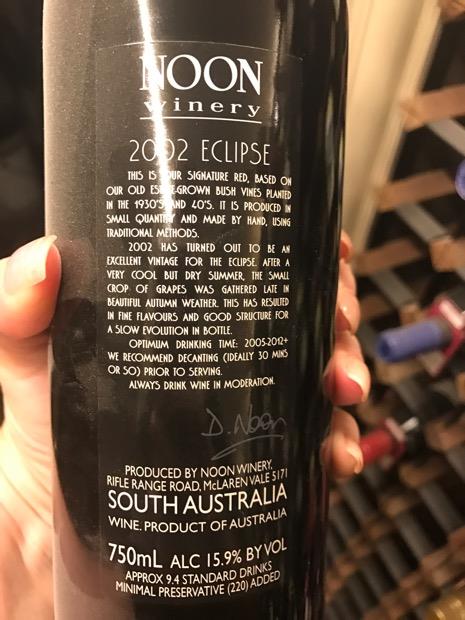 NOON
winery
2002 ECLIPSE
THIS IS OUR SIGNATURE RED, BASED ON
OUR OLD ESTATE-GROWN BUSH VINES PLANTED
IN THE 1930'S AND 40'S. IT IS PRODUCED IN
SMALL QUANTITY AND MADE BY HAND, USING
TRADITIONAL METHODS.
2002 HAS TURNED OUT TO BE AN
EXCELLENT VINTAGE FOR THE ECLIPSE. AFTER A
VERY COOL BUT DRY SUMMER, THE SMALL
CROP OF GRAPES WAS GATHERED LATE IN
BEAUTIFUL AUTUMN WEATHER. THIS HAS RESULTED
IN FINE FLAVOURS AND GOOD STRUCTURE FOR
A SLOW EVOLUTION IN BOTTLE.
OPTIMUM DRINKING TIME: 2005-2012+
WE RECOMMEND DECANTING (IDEALLY 30 MINS
OR SO) PRIOR TO SERVING.
ALWAYS DRINK WINE IN MODERATION.
D. Noon
PRODUCED BY NOON WINERY,
RIFLE RANGE ROAD, McLAREN VALE 5171
SOUTH AUSTRALIA
WINE. PRODUCT OF AUSTRALIA
750mL ALC 15.9% BY VOL
APPROX 9.4 STANDARD DRINKS
MINIMAL PRESERVATIVE (220) ADDED